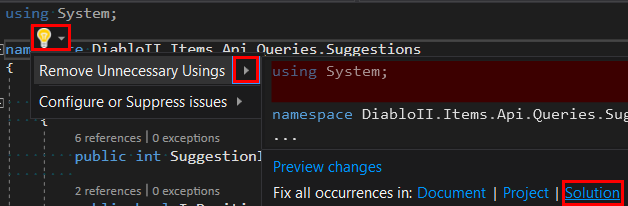 using System;
namespace DiabloII.Items.Api.Queries.Suggestions
{
Remove Unnecessary Usings
using System;
Configure or Suppress issues
namespace DiabloII.Items.Api.Queries.Sug
{
...
6 references | 0 exceptions
public int SuggestionI
Preview changes
2 references | 0 exceptions
Fix all occurrences in: Document | Project | Solution